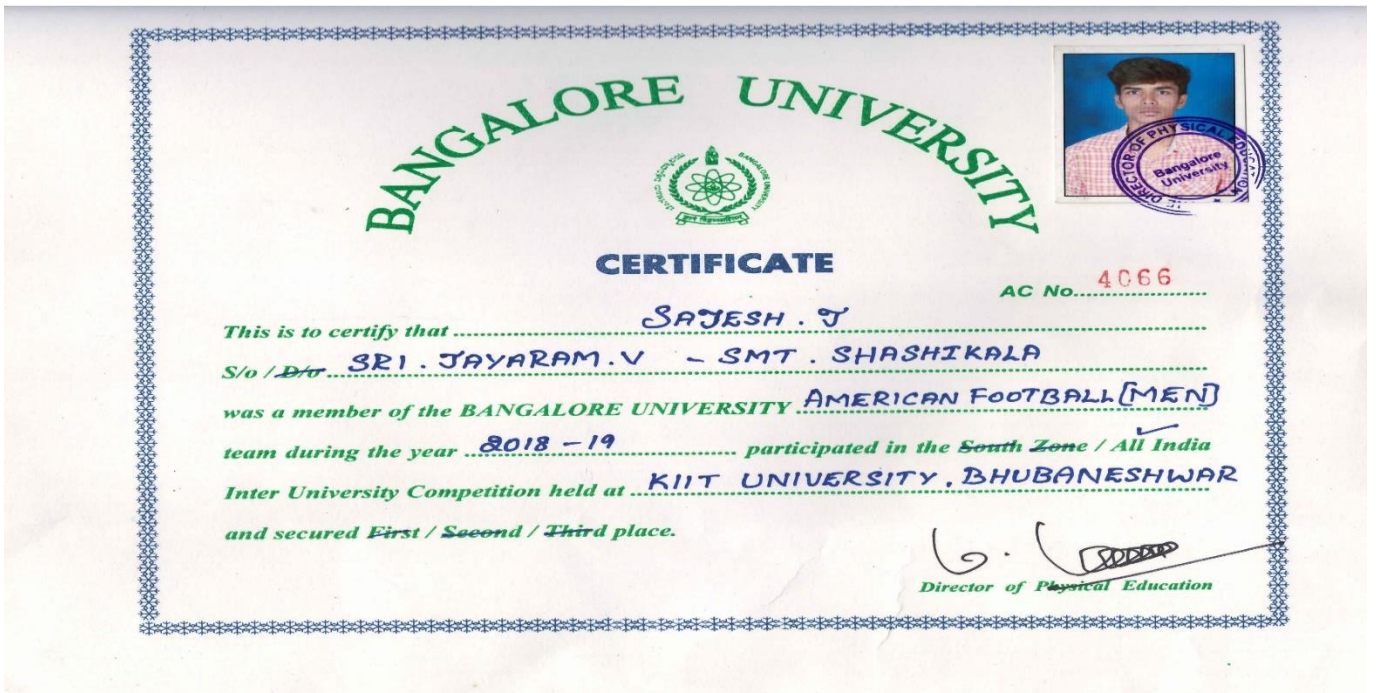 BANGALORE UNIVERSITY
BANGALORE UNIVERSITY
THE DIRECTOR OF PHYSICAL EDUCATION
Bangalore
University
CERTIFICATE
AC No. 4066
This is to certify that SAJESH . J
S/o / D/o SRI . JAYARAM . V - SMT . SHASHIKALA
was a member of the BANGALORE UNIVERSITY AMERICAN FOOTBALL [MEN]
team during the year 2018 - 19 participated in the South Zone / All India
Inter University Competition held at KIIT UNIVERSITY, BHUBANESHWAR
and secured First / Second / Third place.
Director of Physical Education